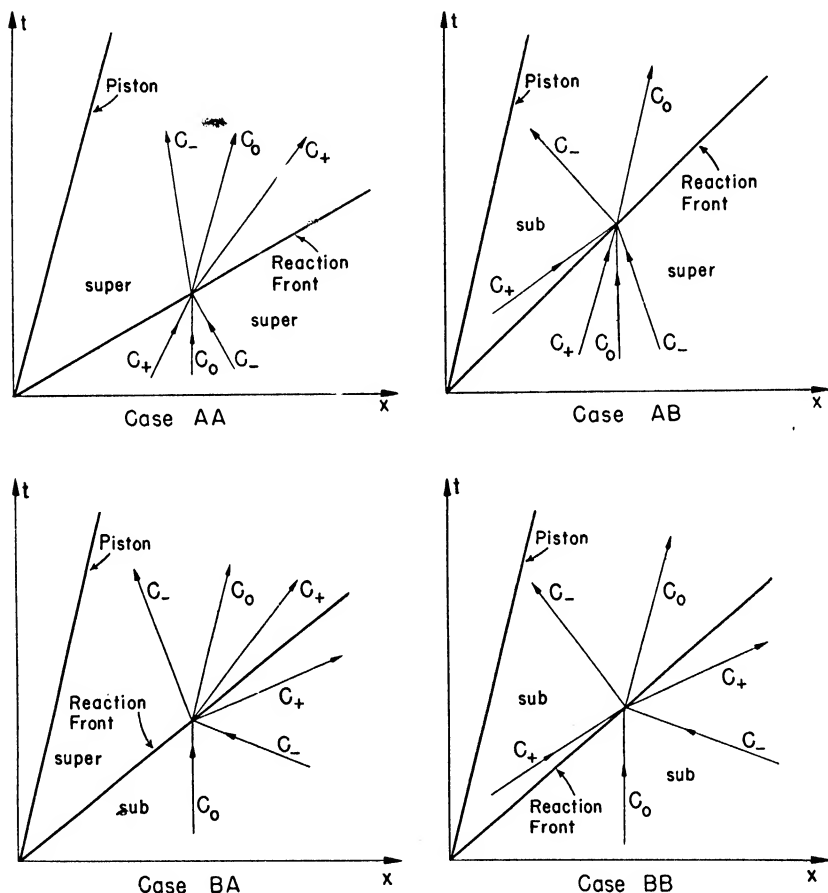 t
Piston
C₋
C₀
C₊
Reaction
Front
super
super
C₊
C₀
C₋
x
Case AA
t
Piston
C₀
C₋
Reaction
Front
sub
super
C₊
C₊
C₀
C₋
x
Case AB
t
Piston
C₋
C₀
C₊
Reaction
Front
C₊
super
C₋
sub
C₀
x
Case BA
t
Piston
C₋
C₀
C₊
sub
C₊
C₋
Reaction
Front
sub
C₀
x
Case BB